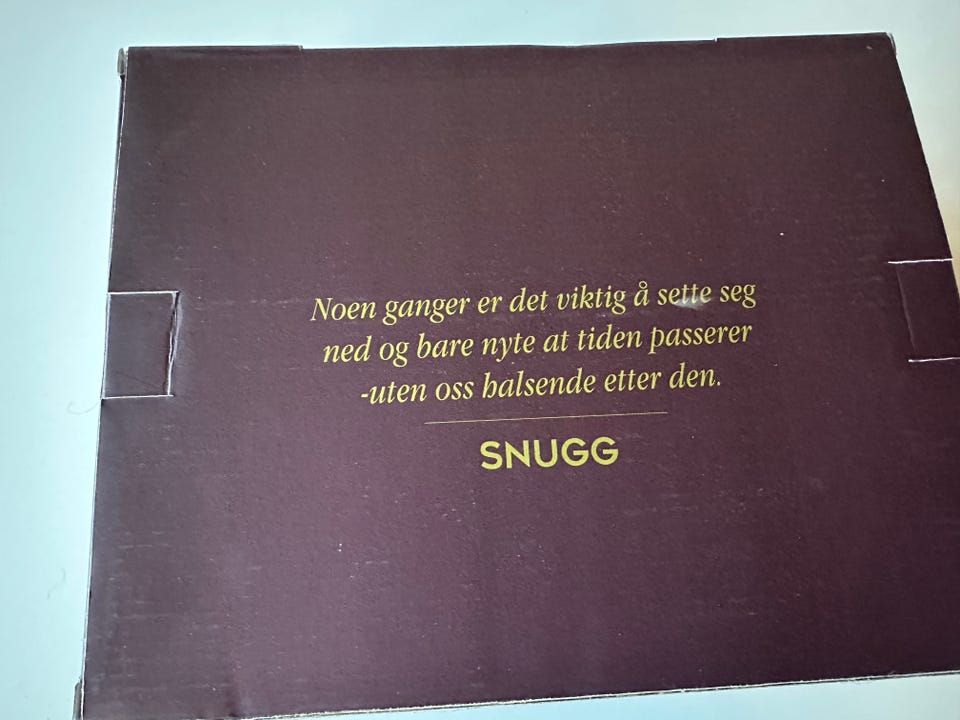 Noen ganger er det viktig å sette seg
ned og bare nyte at tiden passerer
-uten oss halsende etter den.
SNUGG